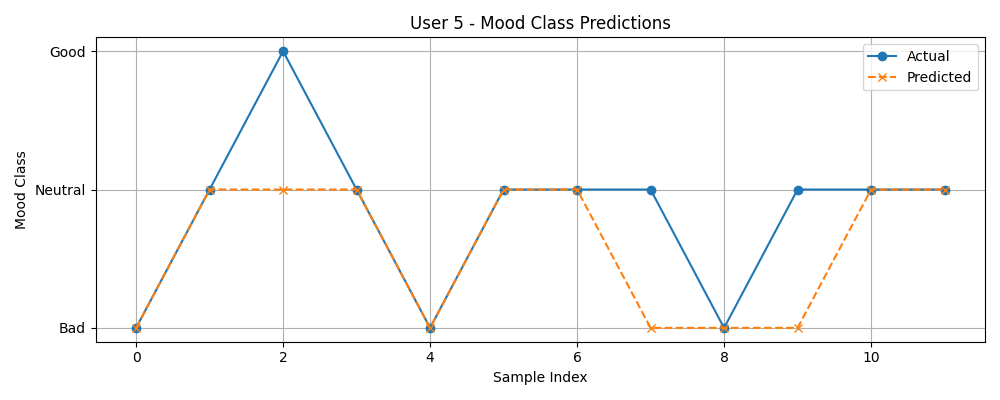 User 5 - Mood Class Predictions
Good
Neutral
Bad
Mood Class
Actual
Predicted
0
2
4
6
8
10
Sample Index